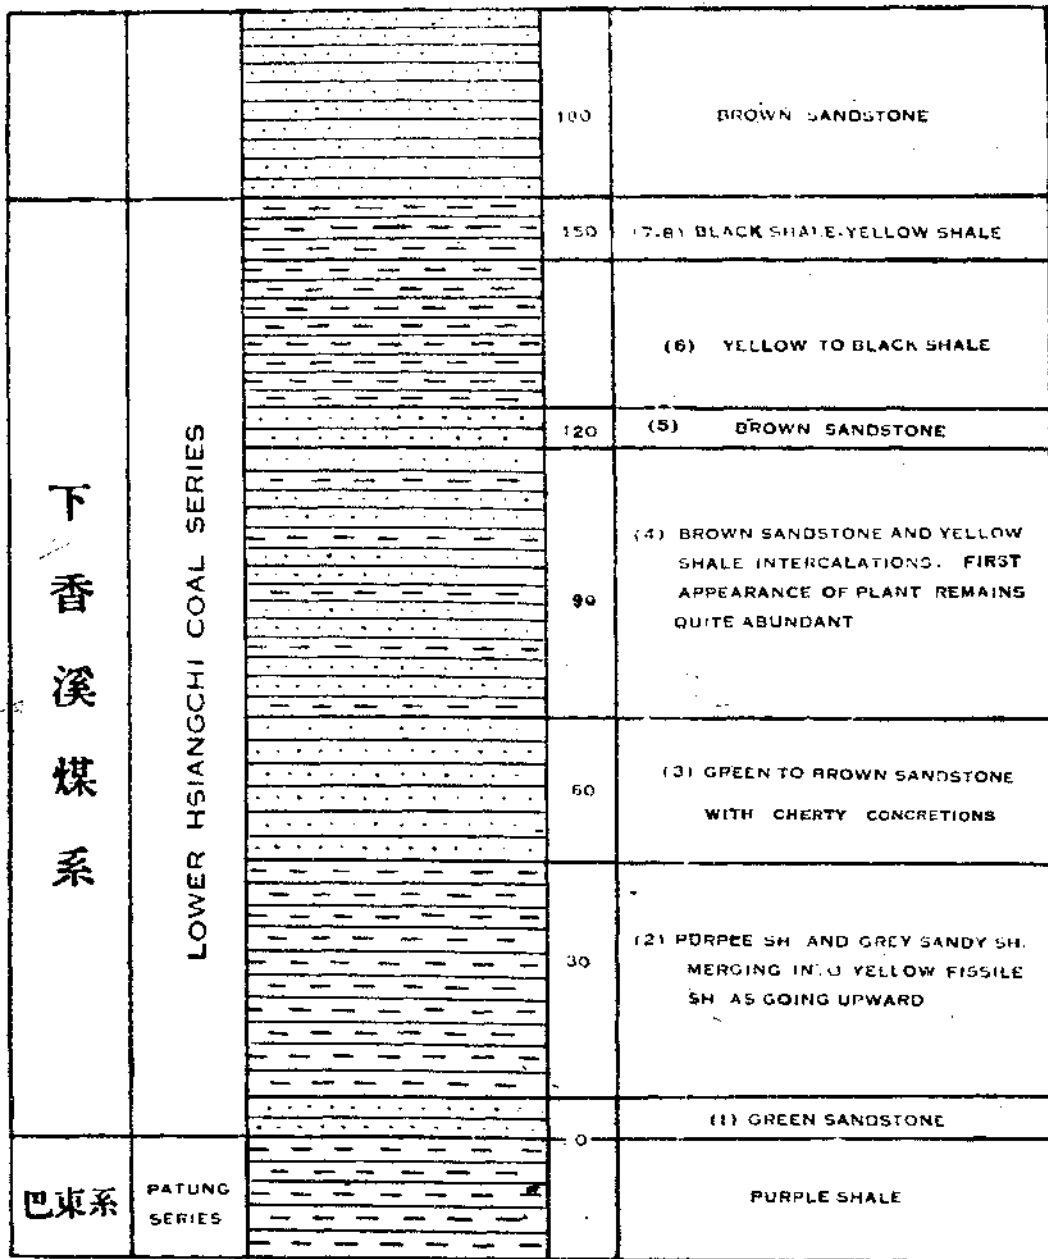 180
BROWN SANDSTONE
150
(7-8) BLACK SHALE-YELLOW SHALE
(6) YELLOW TO BLACK SHALE
120
(5) BROWN SANDSTONE
下香溪煤系
LOWER HSIANGCHI COAL SERIES
90
(4) BROWN SANDSTONE AND YELLOW
SHALE INTERCALATIONS. FIRST
APPEARANCE OF PLANT REMAINS
QUITE ABUNDANT
60
(3) GREEN TO BROWN SANDSTONE
WITH CHERTY CONCRETIONS
30
(2) PURPLE SH. AND GREY SANDY SH.
MERGING INTO YELLOW FISSILE
SH AS GOING UPWARD
(1) GREEN SANDSTONE
0
巴東系
PATUNG
SERIES
PURPLE SHALE